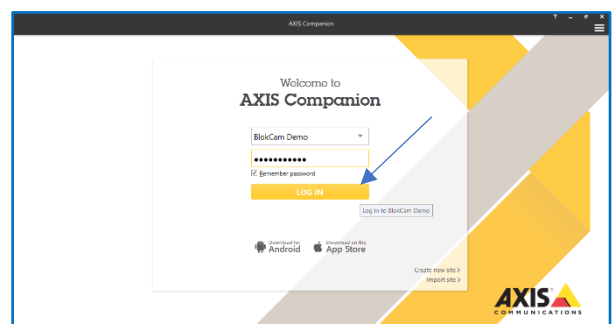 AXIS Companion
Welcome to
AXIS Companion
BlokCam Demo
Remember password
LOG IN
Log in to BlokCam Demo
Download for
Android
Download on the
App Store
Create new site >
Import site >
AXIS
COMMUNICATIONS